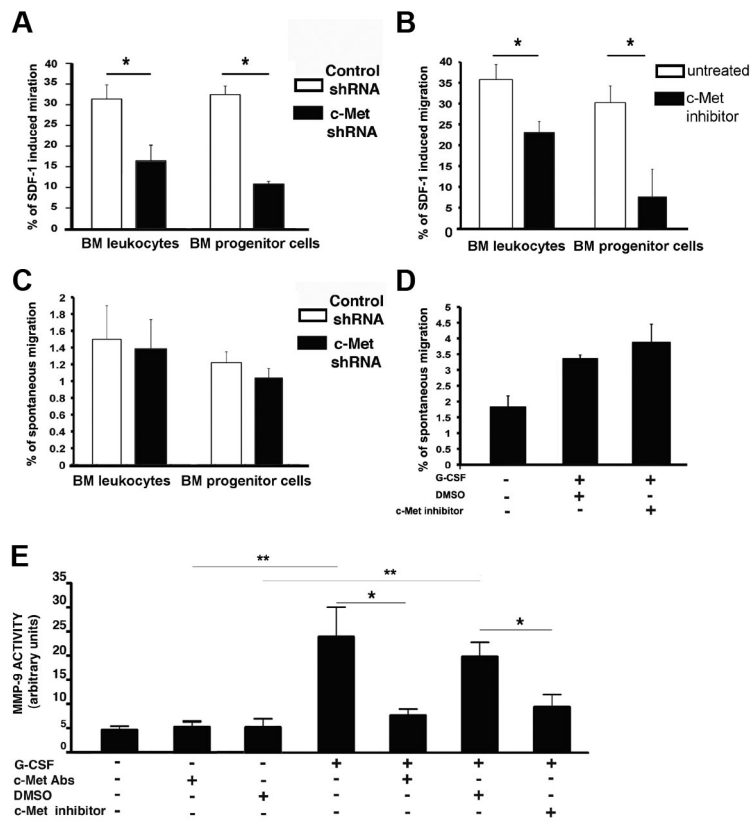 A
% of SDF-1 induced miration
40
35
30
25
20
15
10
5
0
*
*
BM leukocytes
BM progenitor cells
Control
shRNA
c-Met
shRNA
B
% of SDF-1 induced migration
40
35
30
25
20
15
10
5
0
*
*
BM leukocytes
BM progenitor cells
untreated
c-Met
inhibitor
C
% of spontaneous migration
2
1.8
1.6
1.4
1.2
1
0.8
0.6
0.4
0.2
0
BM leukocytes
BM progenitor cells
Control
shRNA
c-Met
shRNA
D
% of spontaneous migration
5
4.5
4
3.5
3
2.5
2
1.5
1
0.5
0
G-CSF - + +
DMSO - + -
c-Met inhibitor - - +
E
MMP-9 ACTIVITY
(arbitrary units)
35
30
25
20
15
10
5
0
**
**
*
*
G-CSF - - - + + + +
c-Met Abs - + - - + - -
DMSO - - + - - + -
c-Met inhibitor - - - - - - +